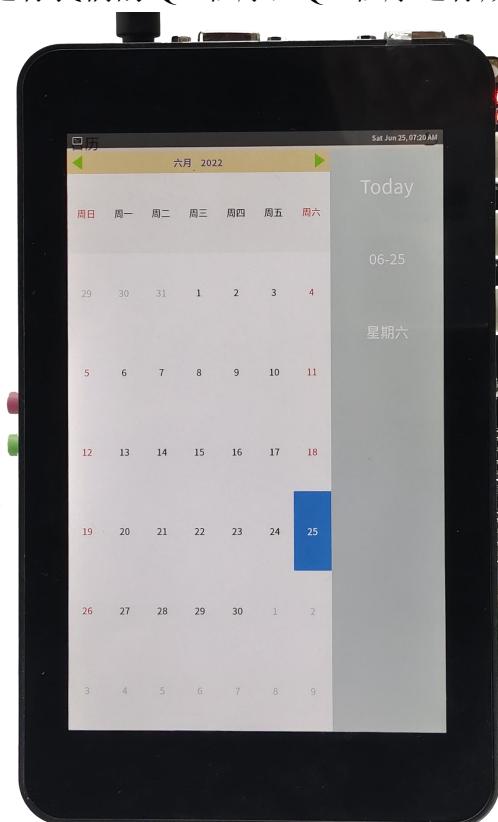 Sat Jun 25, 07:20 AM
日历
六月 2022
周日 周一 周二 周三 周四 周五 周六
29 30 31 1 2 3 4
5 6 7 8 9 10 11
12 13 14 15 16 17 18
19 20 21 22 23 24 25
26 27 28 29 30 1 2
3 4 5 6 7 8 9
Today
06-25
星期六